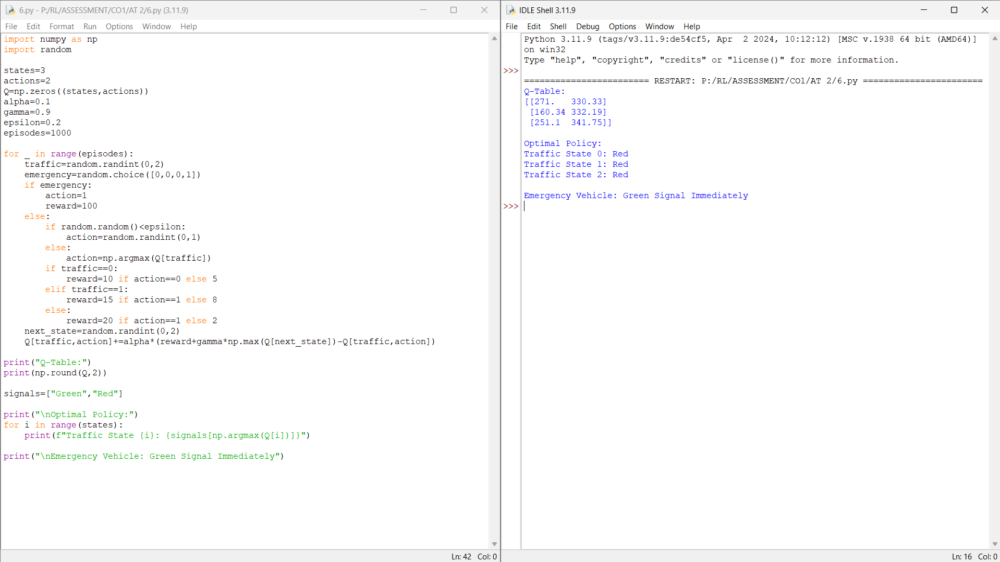 6.py - P:/RL/ASSESSMENT/CO1/AT 2/6.py (3.11.9)
File Edit Format Run Options Window Help
import numpy as np
import random

states=3
actions=2
Q=np.zeros((states,actions))
alpha=0.1
gamma=0.9
epsilon=0.2
episodes=1000

for _ in range(episodes):
    traffic=random.randint(0,2)
    emergency=random.choice([0,0,0,1])
    if emergency:
        action=1
        reward=100
    else:
        if random.random()<epsilon:
            action=random.randint(0,1)
        else:
            action=np.argmax(Q[traffic])
        if traffic==0:
            reward=10 if action==0 else 5
        elif traffic==1:
            reward=15 if action==1 else 8
        else:
            reward=20 if action==1 else 2
    next_state=random.randint(0,2)
    Q[traffic,action]+=alpha*(reward+gamma*np.max(Q[next_state])-Q[traffic,action])

print("Q-Table:")
print(np.round(Q,2))

signals=["Green","Red"]

print("\nOptimal Policy:")
for i in range(states):
    print(f"Traffic State {i}: {signals[np.argmax(Q[i])]}")

print("\nEmergency Vehicle: Green Signal Immediately")
Ln: 42 Col: 0
IDLE Shell 3.11.9
File Edit Shell Debug Options Window Help
Python 3.11.9 (tags/v3.11.9:de54cf5, Apr  2 2024, 10:12:12) [MSC v.1938 64 bit (AMD64)]
on win32
Type "help", "copyright", "credits" or "license()" for more information.
>>>
======================== RESTART: P:/RL/ASSESSMENT/CO1/AT 2/6.py =======================
Q-Table:
[[271.   330.33]
 [160.34 332.19]
 [251.1  341.75]]

Optimal Policy:
Traffic State 0: Red
Traffic State 1: Red
Traffic State 2: Red

Emergency Vehicle: Green Signal Immediately
>>>
Ln: 16 Col: 0